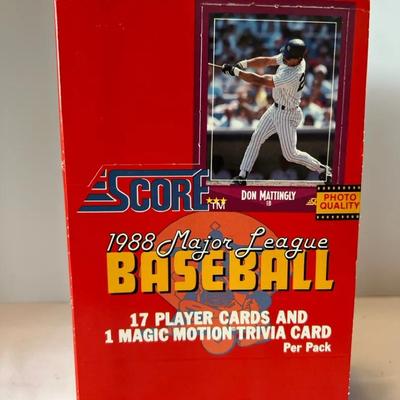 DON MATTINGLY
1B
SCORE
TM
PHOTO
QUALITY
1988 Major League
BASEBALL
17 PLAYER CARDS AND
1 MAGIC MOTION TRIVIA CARD
Per Pack